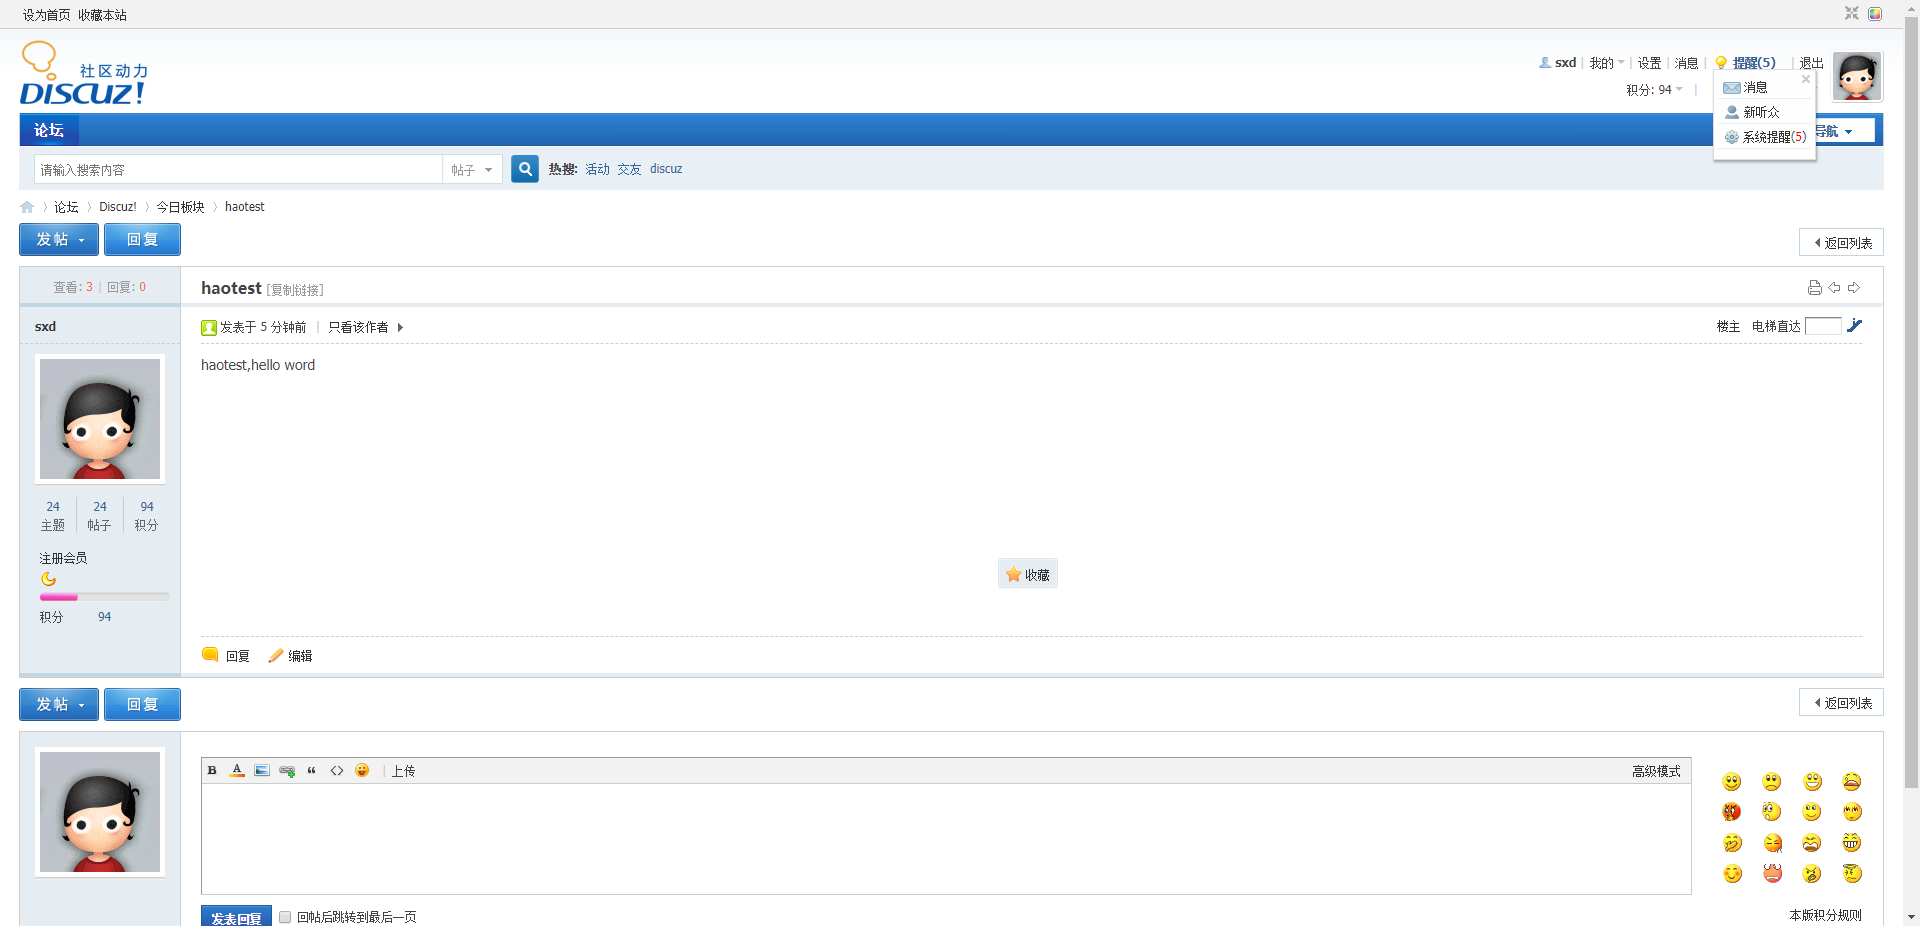 设为首页 收藏本站
社区动力
DISCUZ!
sxd | 我的 | 设置 | 消息 | 提醒(5) | 退出
积分: 94 |
消息
新听众
系统提醒(5)
论坛
导航
请输入搜索内容 帖子 热搜: 活动 交友 discuz
论坛 › Discuz! › 今日板块 › haotest
发帖 回复 返回列表
查看: 3 | 回复: 0 haotest [复制链接]
sxd 发表于 5 分钟前 | 只看该作者 楼主 电梯直达
haotest,hello word
24 24 94
主题 帖子 积分
注册会员
收藏
积分 94
回复 编辑
发帖 回复 返回列表
B A “ <> | 上传 高级模式
发表回复 回帖后跳转到最后一页 本版积分规则